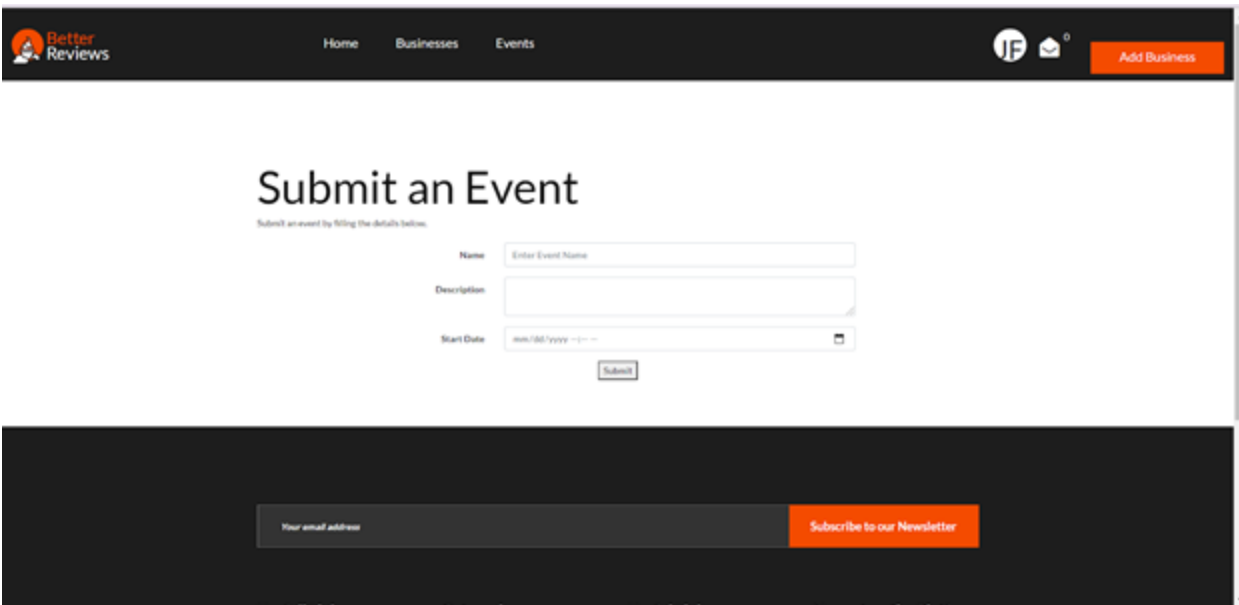 Better
Reviews
Home Businesses Events
JF
0
Add Business
Submit an Event
Submit an event by filling the details below.
Name Enter Event Name
Description
Start Date mm/dd/yyyy --:-- --
Submit
Your email address Subscribe to our Newsletter